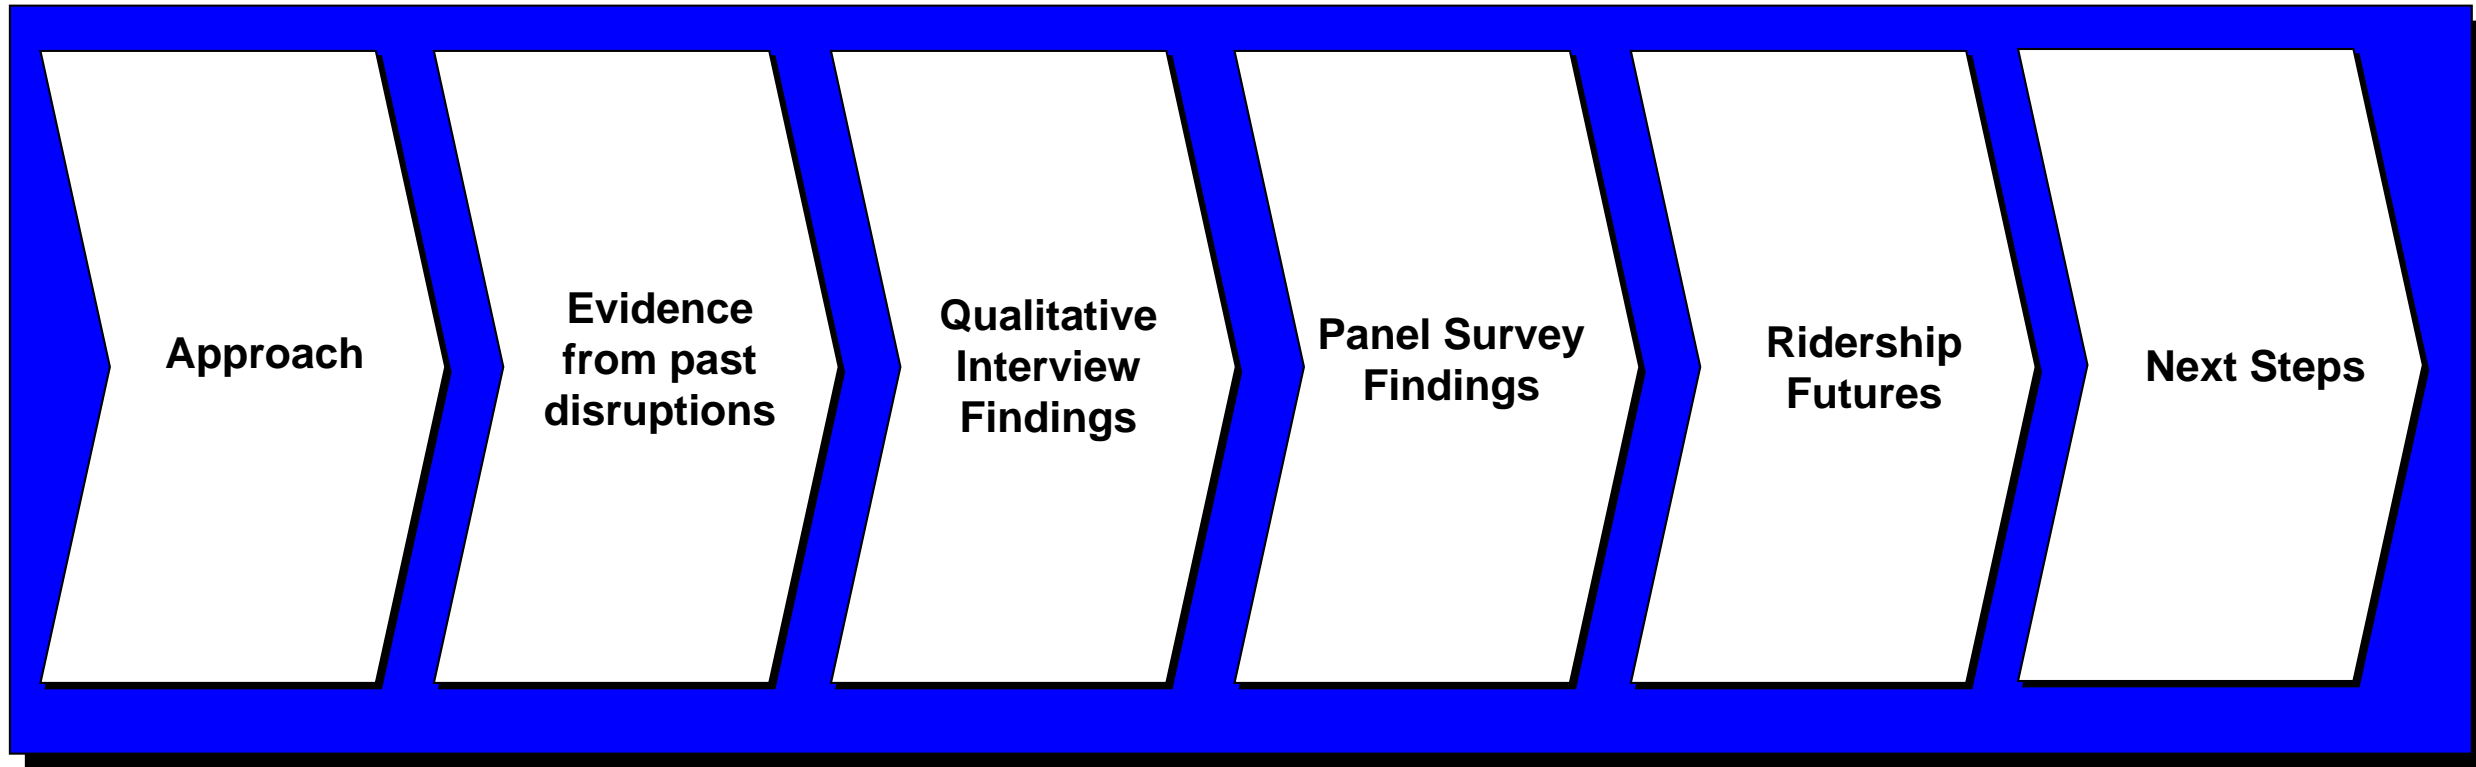 Approach
Evidence
from past
disruptions
Qualitative
Interview
Findings
Panel Survey
Findings
Ridership
Futures
Next Steps